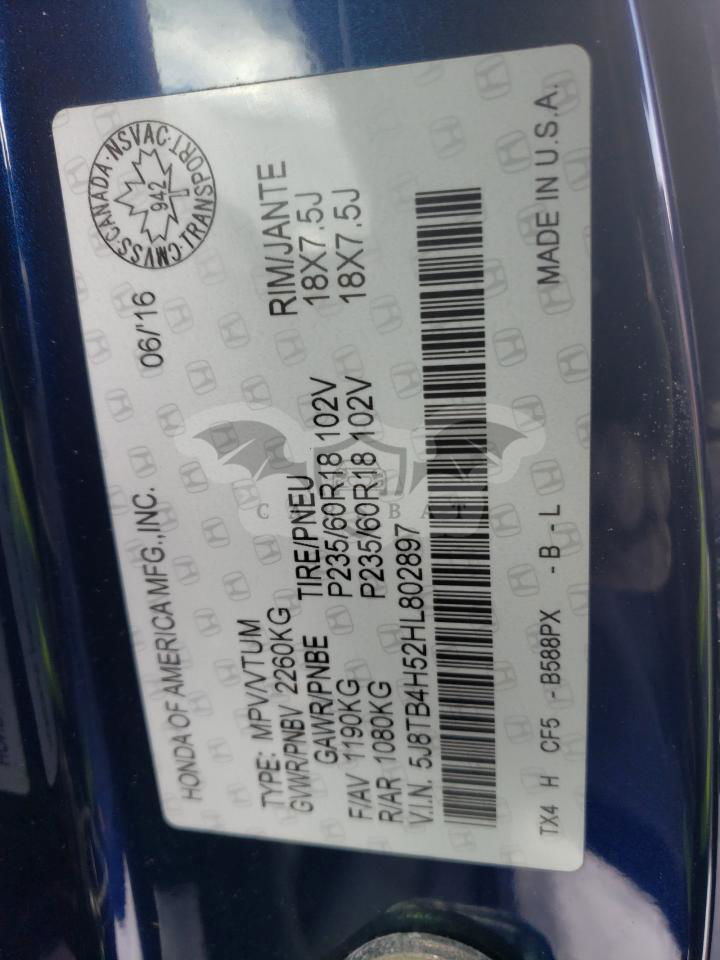 HONDA OF AMERICA MFG.,INC. 06/'16
CMVSS·CANADA·NSVAC·TRANSPORT·
942
TYPE: MPV/VTUM
GVWR/PNBV 2260KG
GAWR/PNBE TIRE/PNEU RIM/JANTE
F/AV 1190KG P235/60R18 102V 18X7.5J
R/AR 1080KG P235/60R18 102V 18X7.5J
V.I.N. 5J8TB4H52HL802897
TX4 H CF5 - B588PX - B - L MADE IN U.S.A.